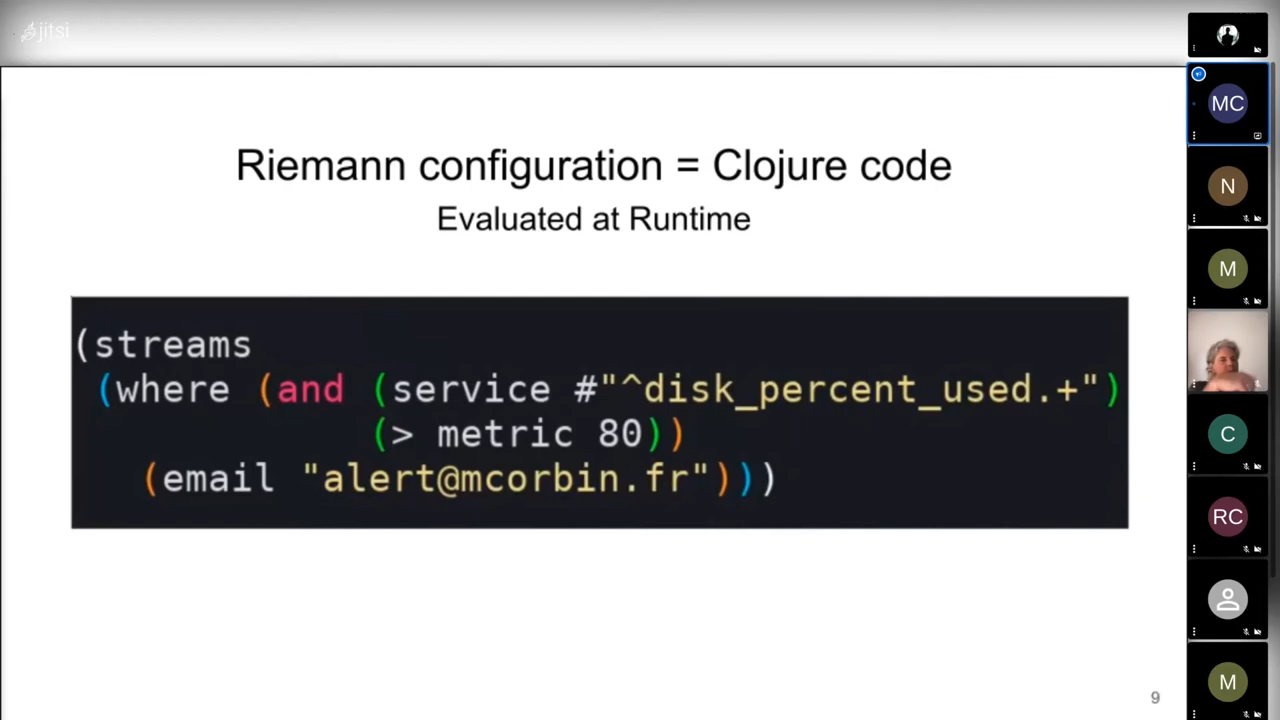 jitsi
Riemann configuration = Clojure code
Evaluated at Runtime
(streams
(where (and (service #"^disk_percent_used.+")
(> metric 80))
(email "alert@mcorbin.fr")))
9
MC
N
M
C
RC
M